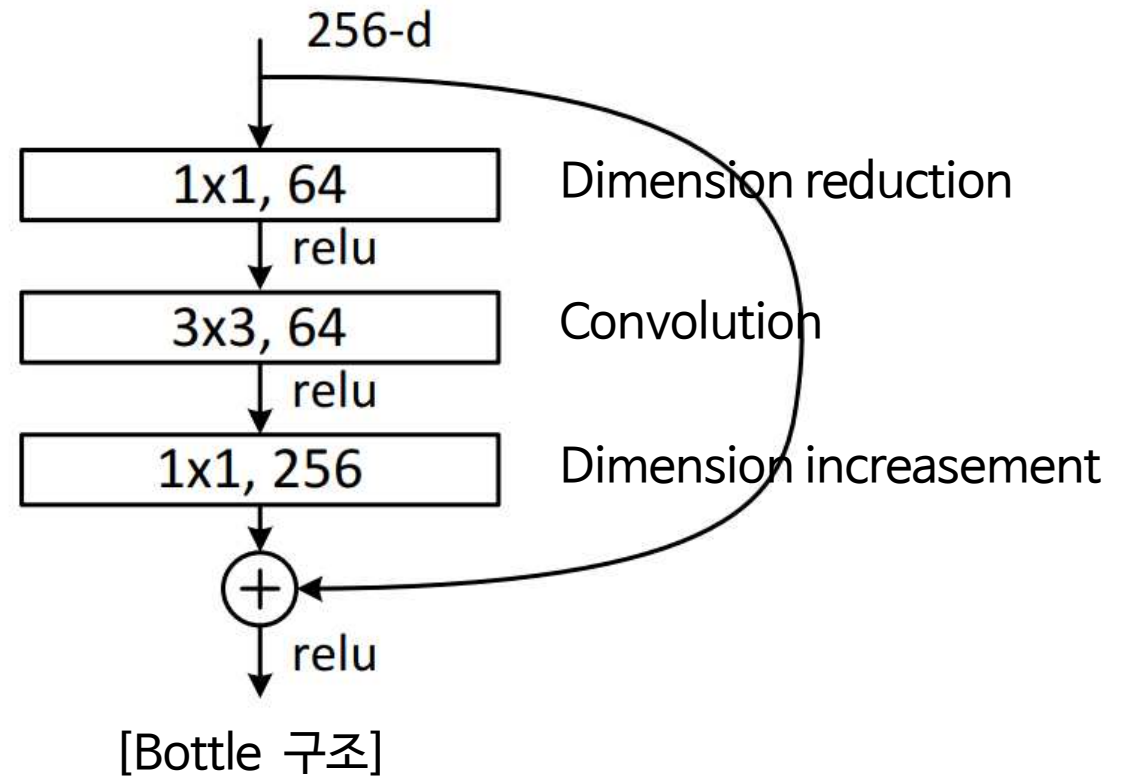 256-d
1x1, 64
Dimension reduction
relu
3x3, 64
Convolution
relu
1x1, 256
Dimension increasement
relu
[Bottle 구조]